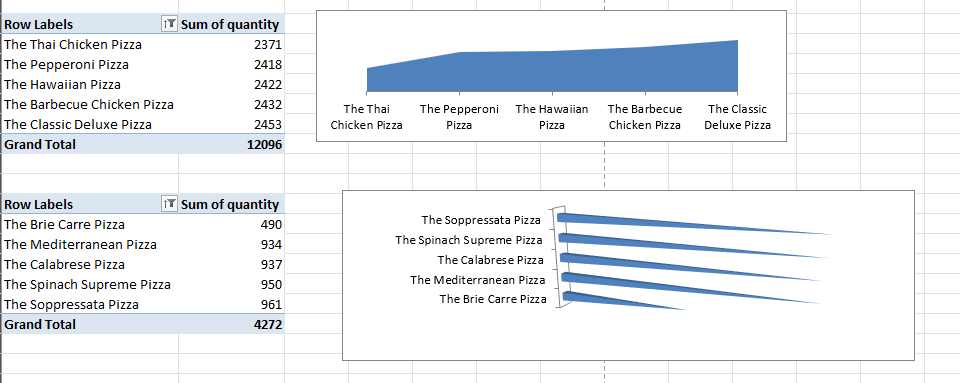 Row Labels Sum of quantity
The Thai Chicken Pizza 2371
The Pepperoni Pizza 2418
The Hawaiian Pizza 2422
The Barbecue Chicken Pizza 2432
The Classic Deluxe Pizza 2453
Grand Total 12096
The Thai
Chicken Pizza
The Pepperoni
Pizza
The Hawaiian
Pizza
The Barbecue
Chicken Pizza
The Classic
Deluxe Pizza
Row Labels Sum of quantity
The Brie Carre Pizza 490
The Mediterranean Pizza 934
The Calabrese Pizza 937
The Spinach Supreme Pizza 950
The Soppressata Pizza 961
Grand Total 4272
The Soppressata Pizza
The Spinach Supreme Pizza
The Calabrese Pizza
The Mediterranean Pizza
The Brie Carre Pizza